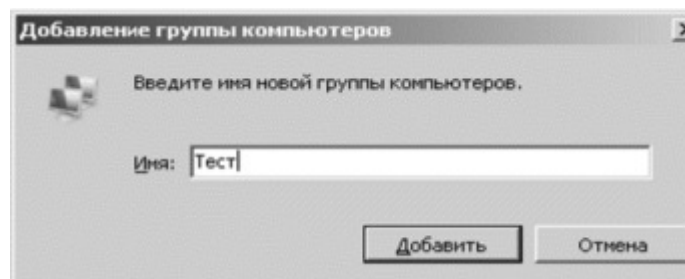 Добавление группы компьютеров
Введите имя новой группы компьютеров.
Имя: Тест
Добавить Отмена